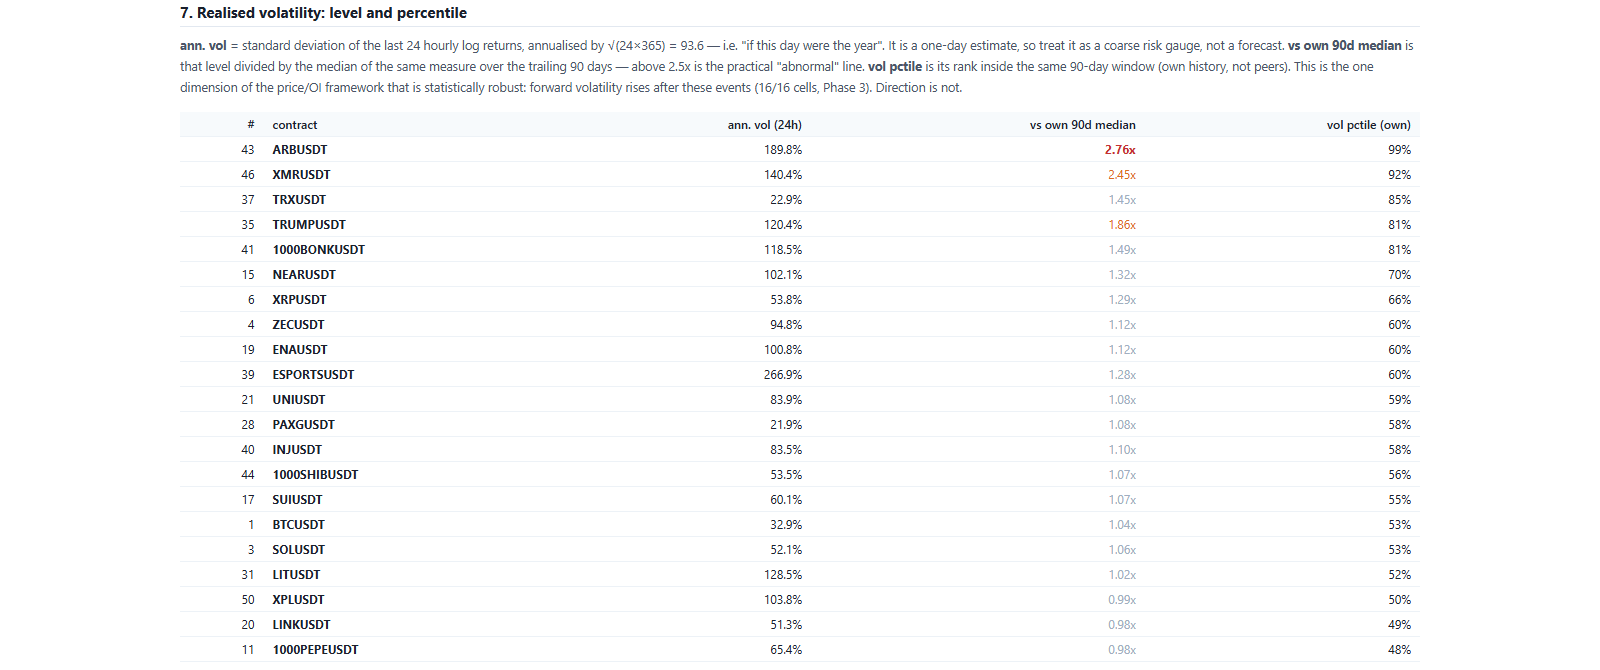 7. Realised volatility: level and percentile
ann. vol = standard deviation of the last 24 hourly log returns, annualised by √(24×365) = 93.6 — i.e. "if this day were the year". It is a one-day estimate, so treat it as a coarse risk gauge, not a forecast. vs own 90d median is
that level divided by the median of the same measure over the trailing 90 days — above 2.5x is the practical "abnormal" line. vol pctile is its rank inside the same 90-day window (own history, not peers). This is the one
dimension of the price/OI framework that is statistically robust: forward volatility rises after these events (16/16 cells, Phase 3). Direction is not.
# contract ann. vol (24h) vs own 90d median vol pctile (own)
43 ARBUSDT 189.8% 2.76x 99%
46 XMRUSDT 140.4% 2.45x 92%
37 TRXUSDT 22.9% 1.45x 85%
35 TRUMPUSDT 120.4% 1.86x 81%
41 1000BONKUSDT 118.5% 1.49x 81%
15 NEARUSDT 102.1% 1.32x 70%
6 XRPUSDT 53.8% 1.29x 66%
4 ZECUSDT 94.8% 1.12x 60%
19 ENAUSDT 100.8% 1.12x 60%
39 ESPORTSUSDT 266.9% 1.28x 60%
21 UNIUSDT 83.9% 1.08x 59%
28 PAXGUSDT 21.9% 1.08x 58%
40 INJUSDT 83.5% 1.10x 58%
44 1000SHIBUSDT 53.5% 1.07x 56%
17 SUIUSDT 60.1% 1.07x 55%
1 BTCUSDT 32.9% 1.04x 53%
3 SOLUSDT 52.1% 1.06x 53%
31 LITUSDT 128.5% 1.02x 52%
50 XPLUSDT 103.8% 0.99x 50%
20 LINKUSDT 51.3% 0.98x 49%
11 1000PEPEUSDT 65.4% 0.98x 48%